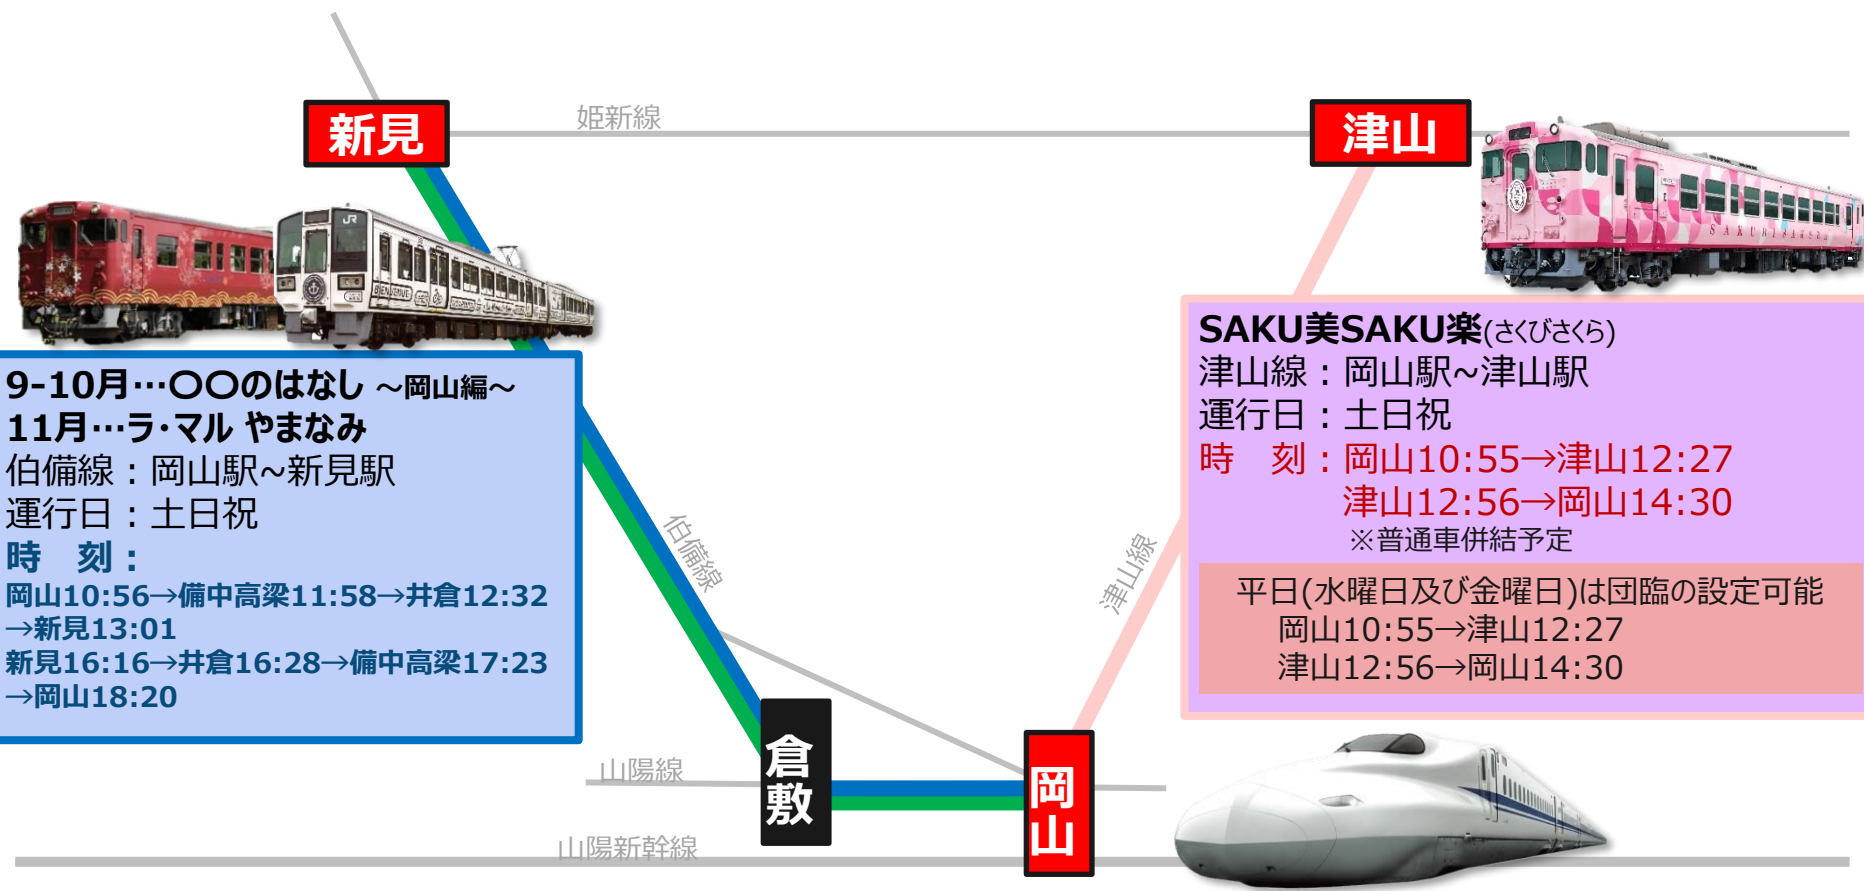 新見
姫新線
津山
JR
BIENVENUE
SAKU美SAKU楽(さくびさくら)
津山線：岡山駅~津山駅
運行日：土日祝
時　刻：岡山10:55→津山12:27
津山12:56→岡山14:30
※普通車併結予定
平日(水曜日及び金曜日)は団臨の設定可能
岡山10:55→津山12:27
津山12:56→岡山14:30
9-10月…〇〇のはなし ～岡山編～
11月…ラ・マル やまなみ
伯備線：岡山駅~新見駅
運行日：土日祝
時　刻：
岡山10:56→備中高梁11:58→井倉12:32
→新見13:01
新見16:16→井倉16:28→備中高梁17:23
→岡山18:20
伯備線
津山線
倉敷
岡山
山陽線
山陽新幹線